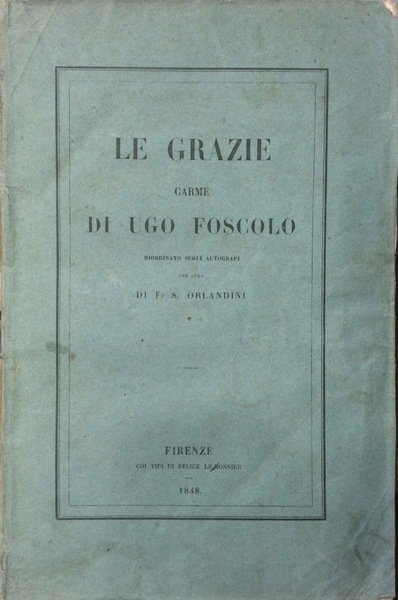 LE GRAZIE
CARME
DI UGO FOSCOLO
RIORDINATO SUGLI AUTOGRAFI
PER CURA
DI F. S. ORLANDINI
FIRENZE
COI TIPI DI FELICE LE MONNIER
1848.